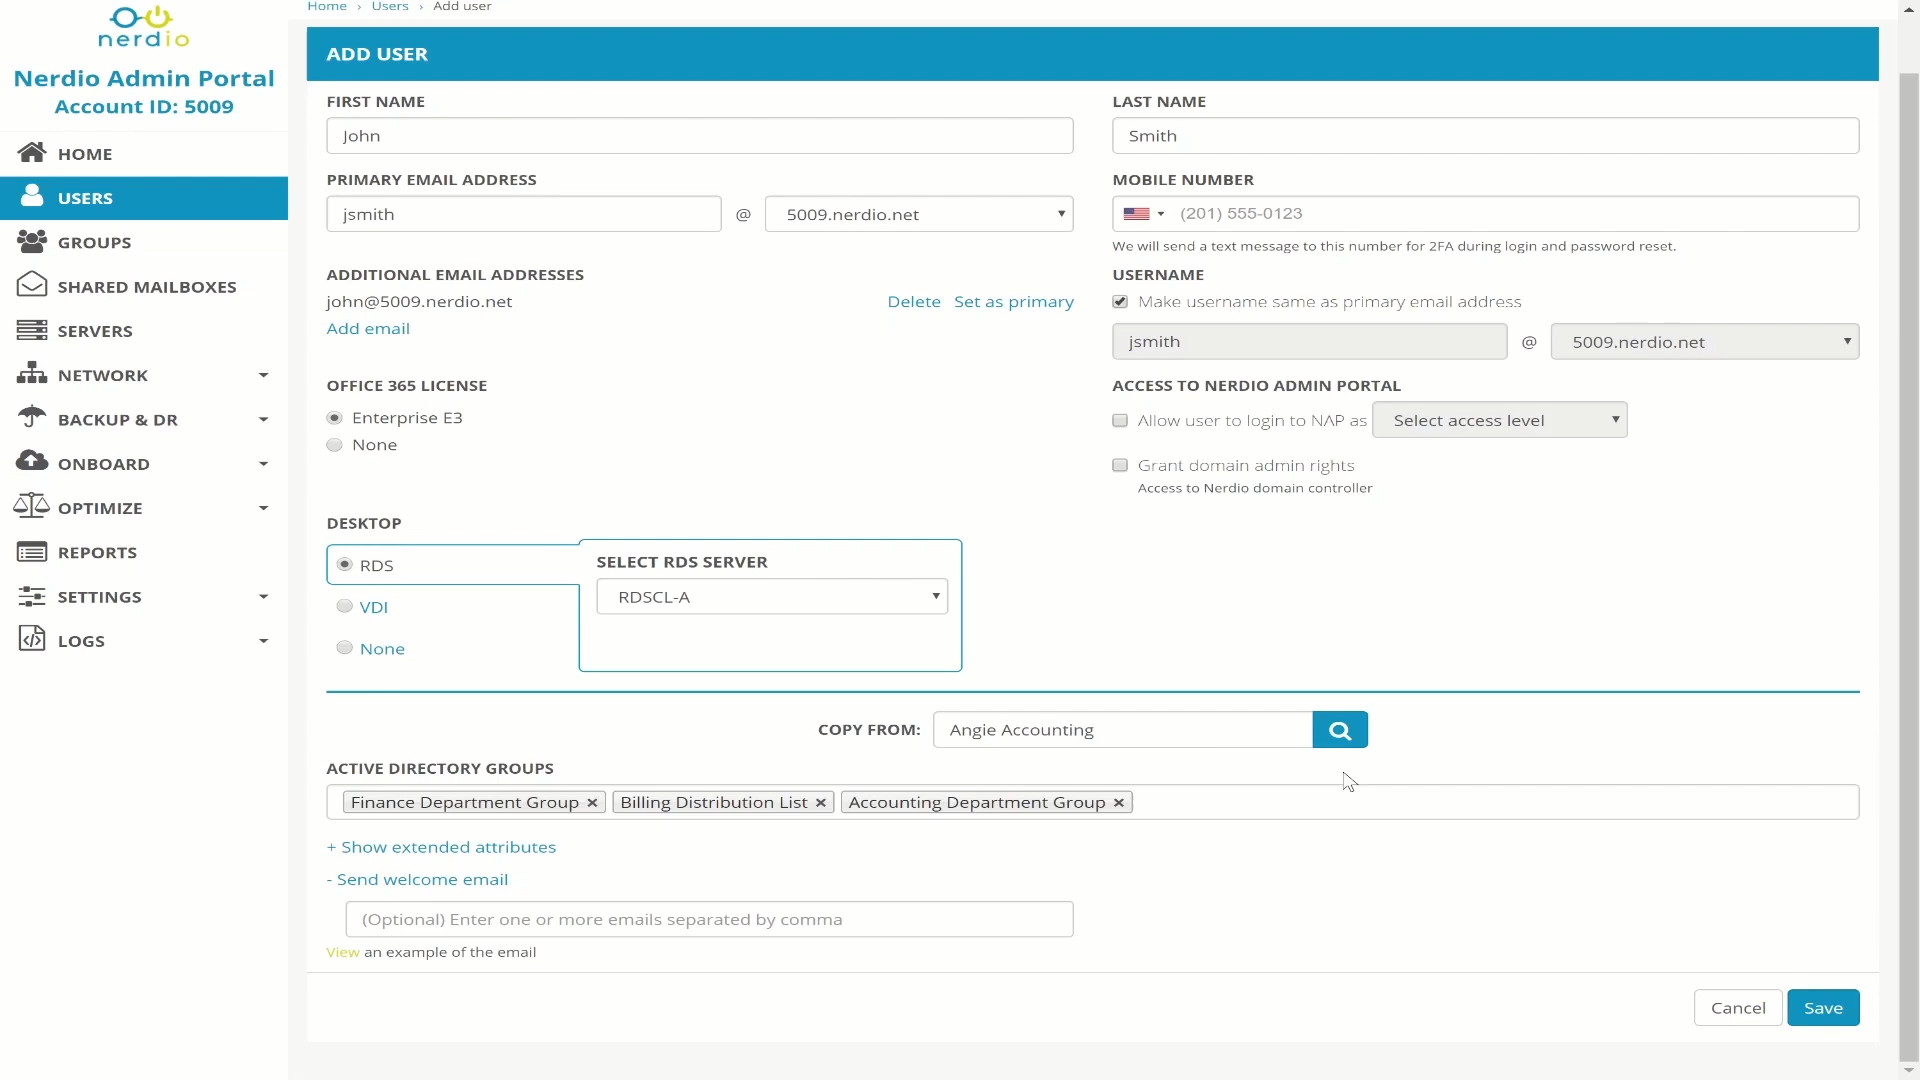 nerdio
Nerdio Admin Portal
Account ID: 5009
HOME
USERS
GROUPS
SHARED MAILBOXES
SERVERS
NETWORK
BACKUP & DR
ONBOARD
OPTIMIZE
REPORTS
SETTINGS
LOGS
Home › Users › Add user
ADD USER
FIRST NAME
John
LAST NAME
Smith
PRIMARY EMAIL ADDRESS
jsmith @ 5009.nerdio.net
MOBILE NUMBER
(201) 555-0123
We will send a text message to this number for 2FA during login and password reset.
ADDITIONAL EMAIL ADDRESSES
john@5009.nerdio.net Delete Set as primary
Add email
USERNAME
Make username same as primary email address
jsmith @ 5009.nerdio.net
OFFICE 365 LICENSE
Enterprise E3
None
ACCESS TO NERDIO ADMIN PORTAL
Allow user to login to NAP as Select access level
Grant domain admin rights
Access to Nerdio domain controller
DESKTOP
RDS
VDI
None
SELECT RDS SERVER
RDSCL-A
COPY FROM: Angie Accounting
ACTIVE DIRECTORY GROUPS
Finance Department Group × Billing Distribution List × Accounting Department Group ×
+ Show extended attributes
- Send welcome email
(Optional) Enter one or more emails separated by comma
View an example of the email
Cancel Save